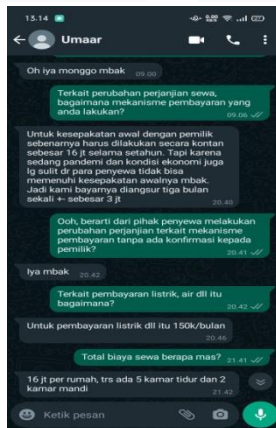 13.14
Umaar
Oh iya monggo mbak 09.00
Terkait perubahan perjanjian sewa,
bagaimana mekanisme pembayaran yang
anda lakukan? 09.06
Untuk kesepakatan awal dengan pemilik
sebenarnya harus dilakukan secara kontan
sebesar 16 jt selama setahun. Tapi karena
sedang pandemi dan kondisi ekonomi juga
lg sulit dr para penyewa tidak bisa
memenuhi kesepakatan awalnya mbak.
Jadi kami bayarnya diangsur tiga bulan
sekali +- sebesar 3 jt 20.40
Ooh, berarti dari pihak penyewa melakukan
perubahan perjanjian terkait mekanisme
pembayaran tanpa ada konfirmasi kepada
pemilik? 20.41
Iya mbak 20.42
Terkait pembayaran listrik, air dll itu
bagaimana? 20.42
Untuk pembayaran listrik dll itu 150k/bulan
20.46
Total biaya sewa berapa mas? 21.41
16 jt per rumah, trs ada 5 kamar tidur dan 2
kamar mandi 21.42
Ketik pesan